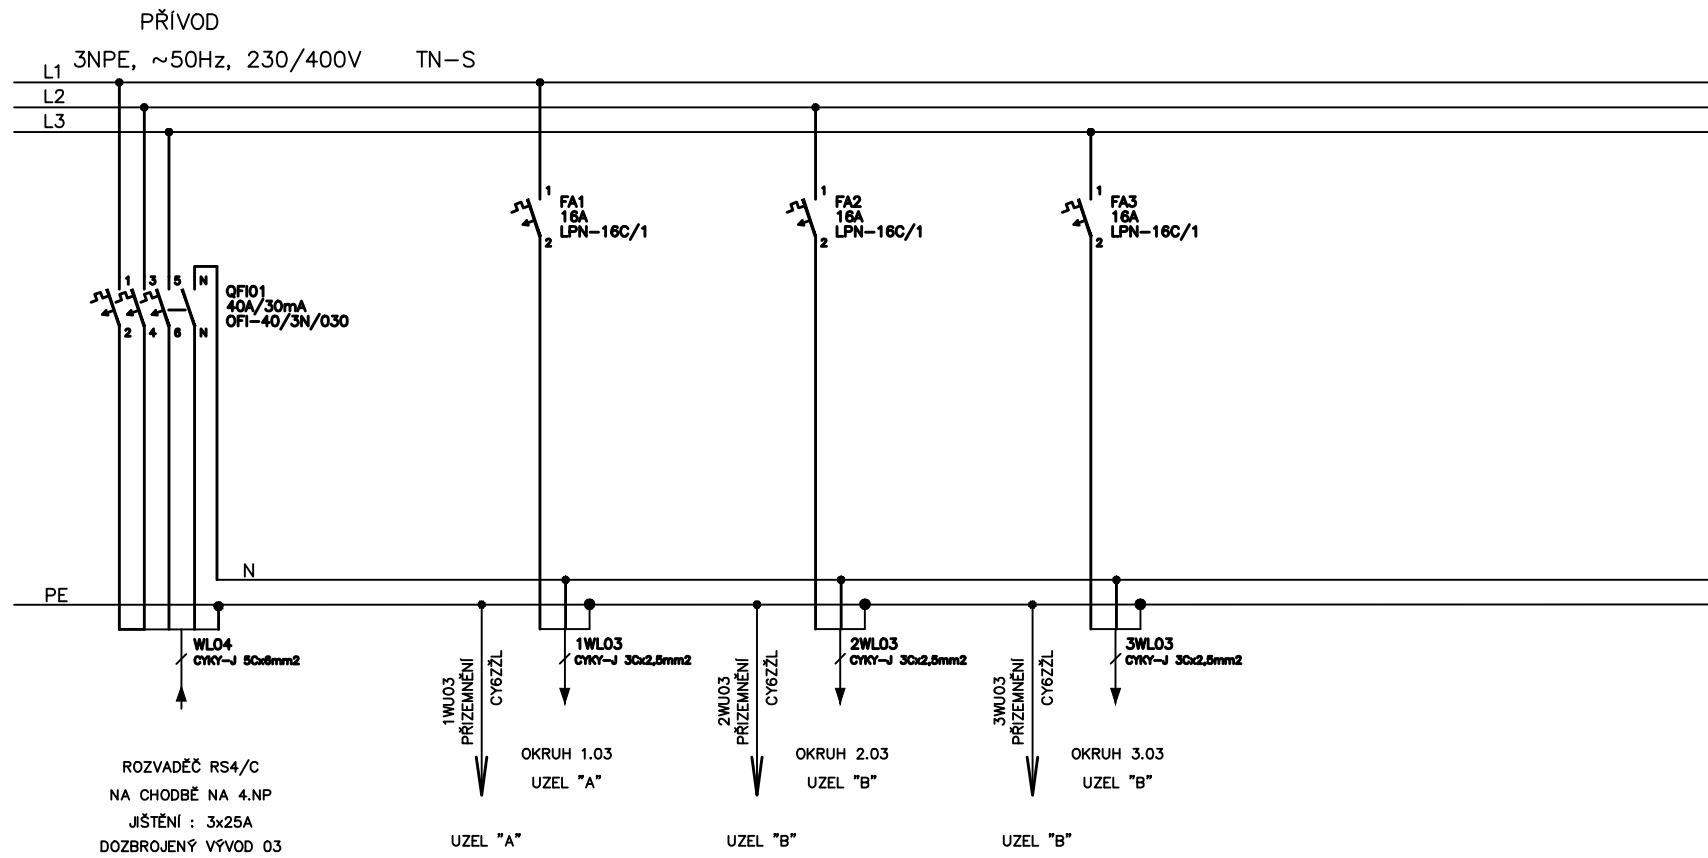 PŘÍVOD
3NPE, ~50Hz, 230/400V TN-S
L1
L2
L3
1
FA1
16A
LPN-16C/1
2
1
FA2
16A
LPN-16C/1
2
1
FA3
16A
LPN-16C/1
2
1 3 5 N
QFI01
40A/30mA
OFI-40/3N/030
2 4 6 N
N
PE
WL04
CYKY-J 5Cx6mm2
1WU03
PŘIZEMNĚNÍ
CY6ZŽL
1WL03
CYKY-J 3Cx2,5mm2
2WU03
PŘIZEMNĚNÍ
CY6ZŽL
2WL03
CYKY-J 3Cx2,5mm2
3WU03
PŘIZEMNĚNÍ
CY6ZŽL
3WL03
CYKY-J 3Cx2,5mm2
ROZVADĚČ RS4/C
NA CHODBĚ NA 4.NP
JIŠTĚNÍ : 3x25A
DOZBROJENÝ VÝVOD 03
OKRUH 1.03
UZEL "A"
UZEL "A"
OKRUH 2.03
UZEL "B"
UZEL "B"
OKRUH 3.03
UZEL "B"
UZEL "B"